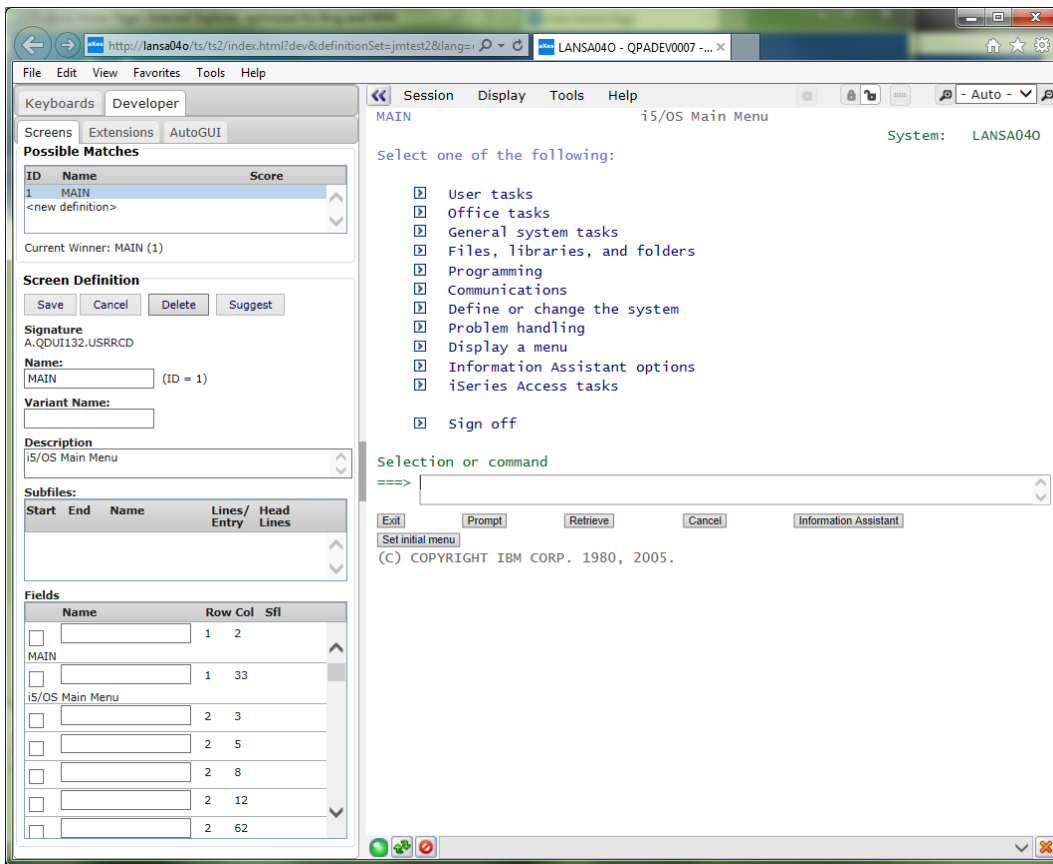 http://lansa04o/ts/ts2/index.html?dev&definitionSet=jmtest2&lang=
aXes LANSA04O - QPADEV0007 -...
File Edit View Favorites Tools Help
Keyboards Developer
Screens Extensions AutoGUI
Possible Matches
ID Name Score
1 MAIN
<new definition>
Current Winner: MAIN (1)
Screen Definition
Save Cancel Delete Suggest
Signature
A.QDUI132.USRRCD
Name:
MAIN (ID = 1)
Variant Name:
Description
i5/OS Main Menu
Subfiles:
Start End Name Lines/ Head
Entry Lines
Fields
Name Row Col Sfl
1 2
MAIN
1 33
i5/OS Main Menu
2 3
2 5
2 8
2 12
2 62
Session Display Tools Help
- Auto -
MAIN i5/OS Main Menu
System: LANSA04O
Select one of the following:
User tasks
Office tasks
General system tasks
Files, libraries, and folders
Programming
Communications
Define or change the system
Problem handling
Display a menu
Information Assistant options
iSeries Access tasks
Sign off
Selection or command
===>
Exit Prompt Retrieve Cancel Information Assistant
Set initial menu
(C) COPYRIGHT IBM CORP. 1980, 2005.